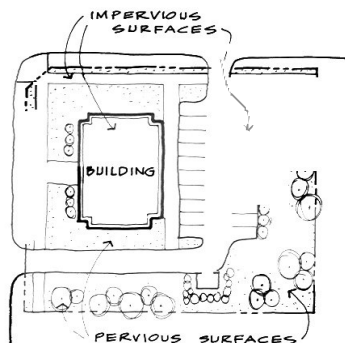 IMPERVIOUS
SURFACES
BUILDING
PERVIOUS SURFACES